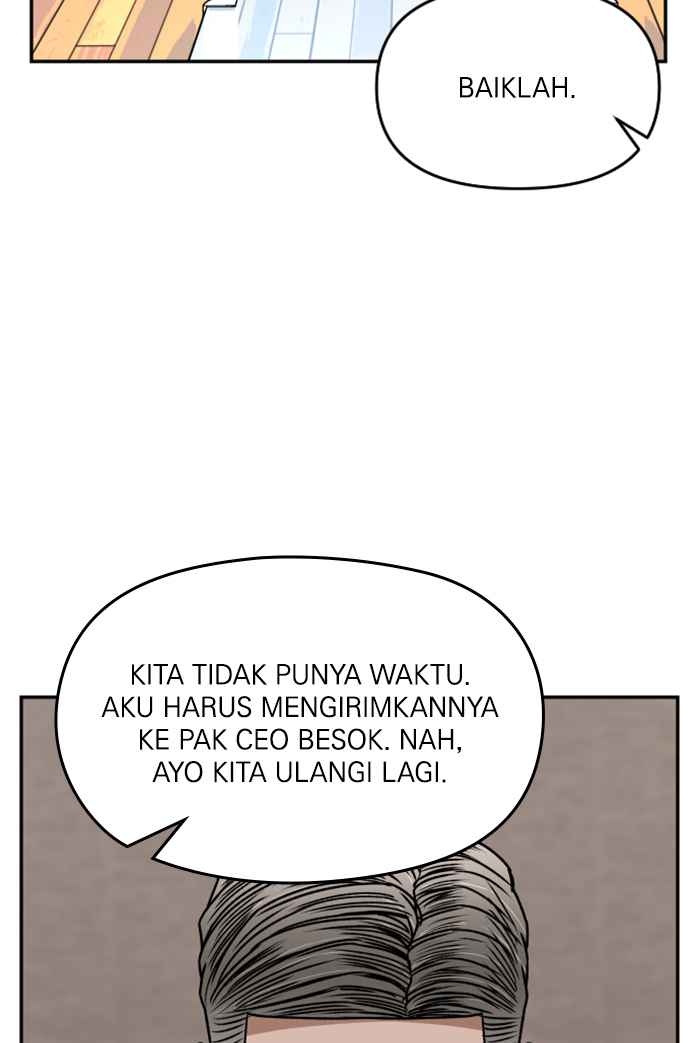 BAIKLAH.
KITA TIDAK PUNYA WAKTU.
AKU HARUS MENGIRIMKANNYA
KE PAK CEO BESOK. NAH,
AYO KITA ULANGI LAGI.